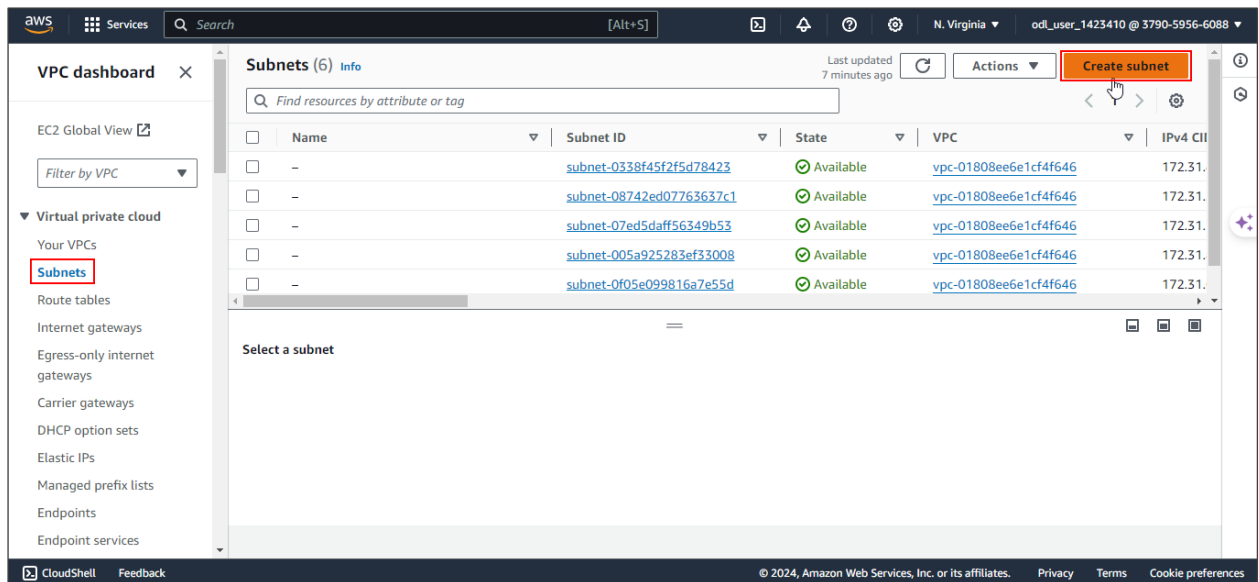 aws Services Search [Alt+S] N. Virginia odl_user_1423410 @ 3790-5956-6088
VPC dashboard
EC2 Global View
Filter by VPC
Virtual private cloud
Your VPCs
Subnets
Route tables
Internet gateways
Egress-only internet
gateways
Carrier gateways
DHCP option sets
Elastic IPs
Managed prefix lists
Endpoints
Endpoint services
Subnets (6) Info
Last updated
7 minutes ago
Actions
Create subnet
Find resources by attribute or tag
Name Subnet ID State VPC IPv4 CII
– subnet-0338f45f2f5d78423 Available vpc-01808ee6e1cf4f646 172.31.
– subnet-08742ed07763637c1 Available vpc-01808ee6e1cf4f646 172.31.
– subnet-07ed5daff56349b53 Available vpc-01808ee6e1cf4f646 172.31.
– subnet-005a925283ef33008 Available vpc-01808ee6e1cf4f646 172.31.
– subnet-0f05e099816a7e55d Available vpc-01808ee6e1cf4f646 172.31.
Select a subnet
CloudShell Feedback © 2024, Amazon Web Services, Inc. or its affiliates. Privacy Terms Cookie preferences